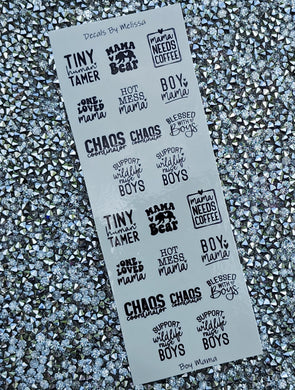 Decals By Melissa
TINY
human
TAMER
MAMA
Bear
MAMA
NEEDS
COFFEE
ONE
LOVED
mama
HOT
MESS
mama
BOY
mama
CHAOS
coordinator
CHAOS
coordinator
BLESSED
WITH
Boys
SUPPORT
wildlife
raise
BOYS
SUPPORT
wildlife
raise
BOYS
TINY
human
TAMER
MAMA
Bear
MAMA
NEEDS
COFFEE
ONE
LOVED
mama
HOT
MESS
mama
BOY
mama
CHAOS
coordinator
CHAOS
coordinator
BLESSED
WITH
Boys
SUPPORT
wildlife
raise
BOYS
SUPPORT
wildlife
raise
BOYS
Boy Mama